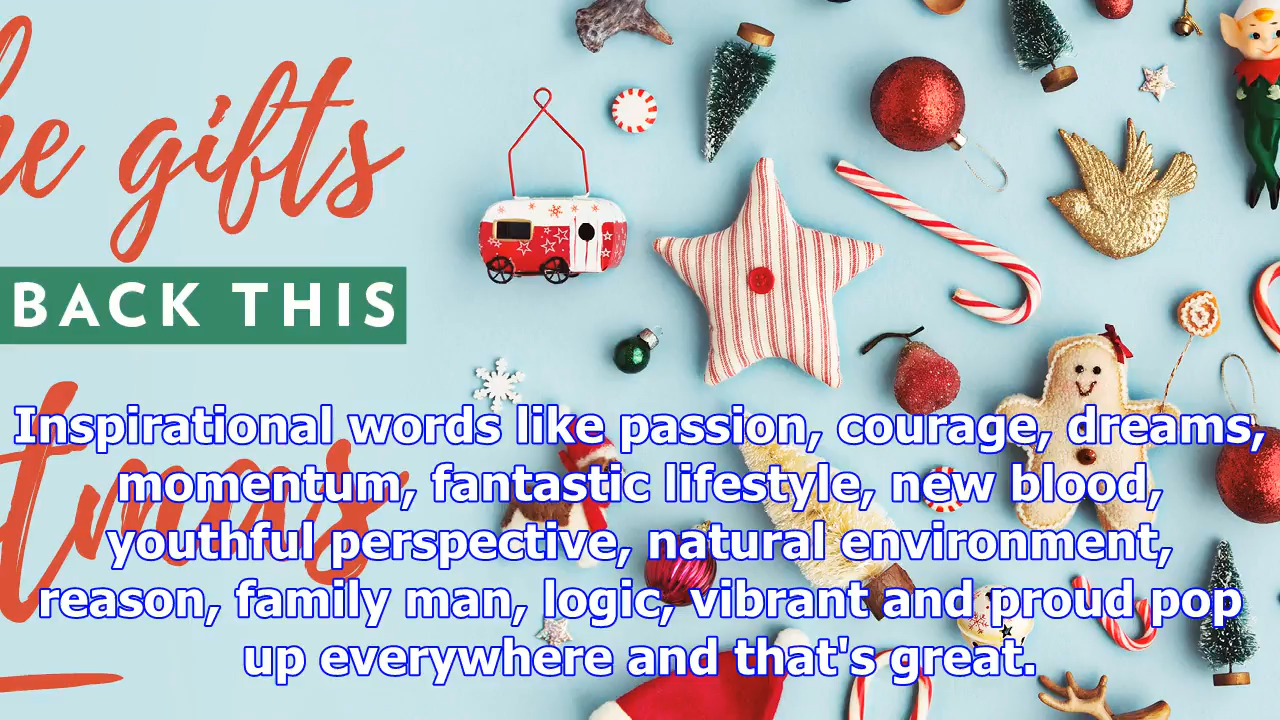 he gifts
BACK THIS
tmas
Inspirational words like passion, courage, dreams,
momentum, fantastic lifestyle, new blood,
youthful perspective, natural environment,
reason, family man, logic, vibrant and proud pop
up everywhere and that's great.